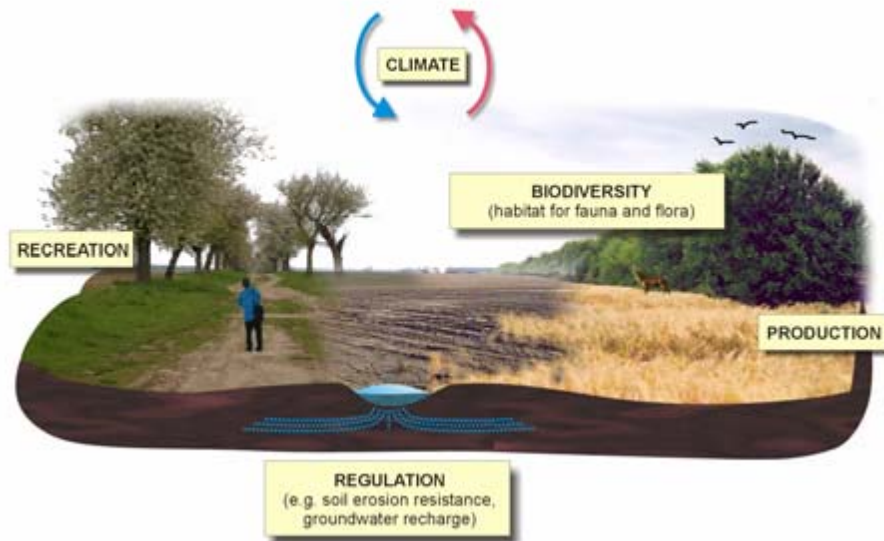 CLIMATE
BIODIVERSITY
(habitat for fauna and flora)
RECREATION
PRODUCTION
REGULATION
(e.g. soil erosion resistance,
groundwater recharge)